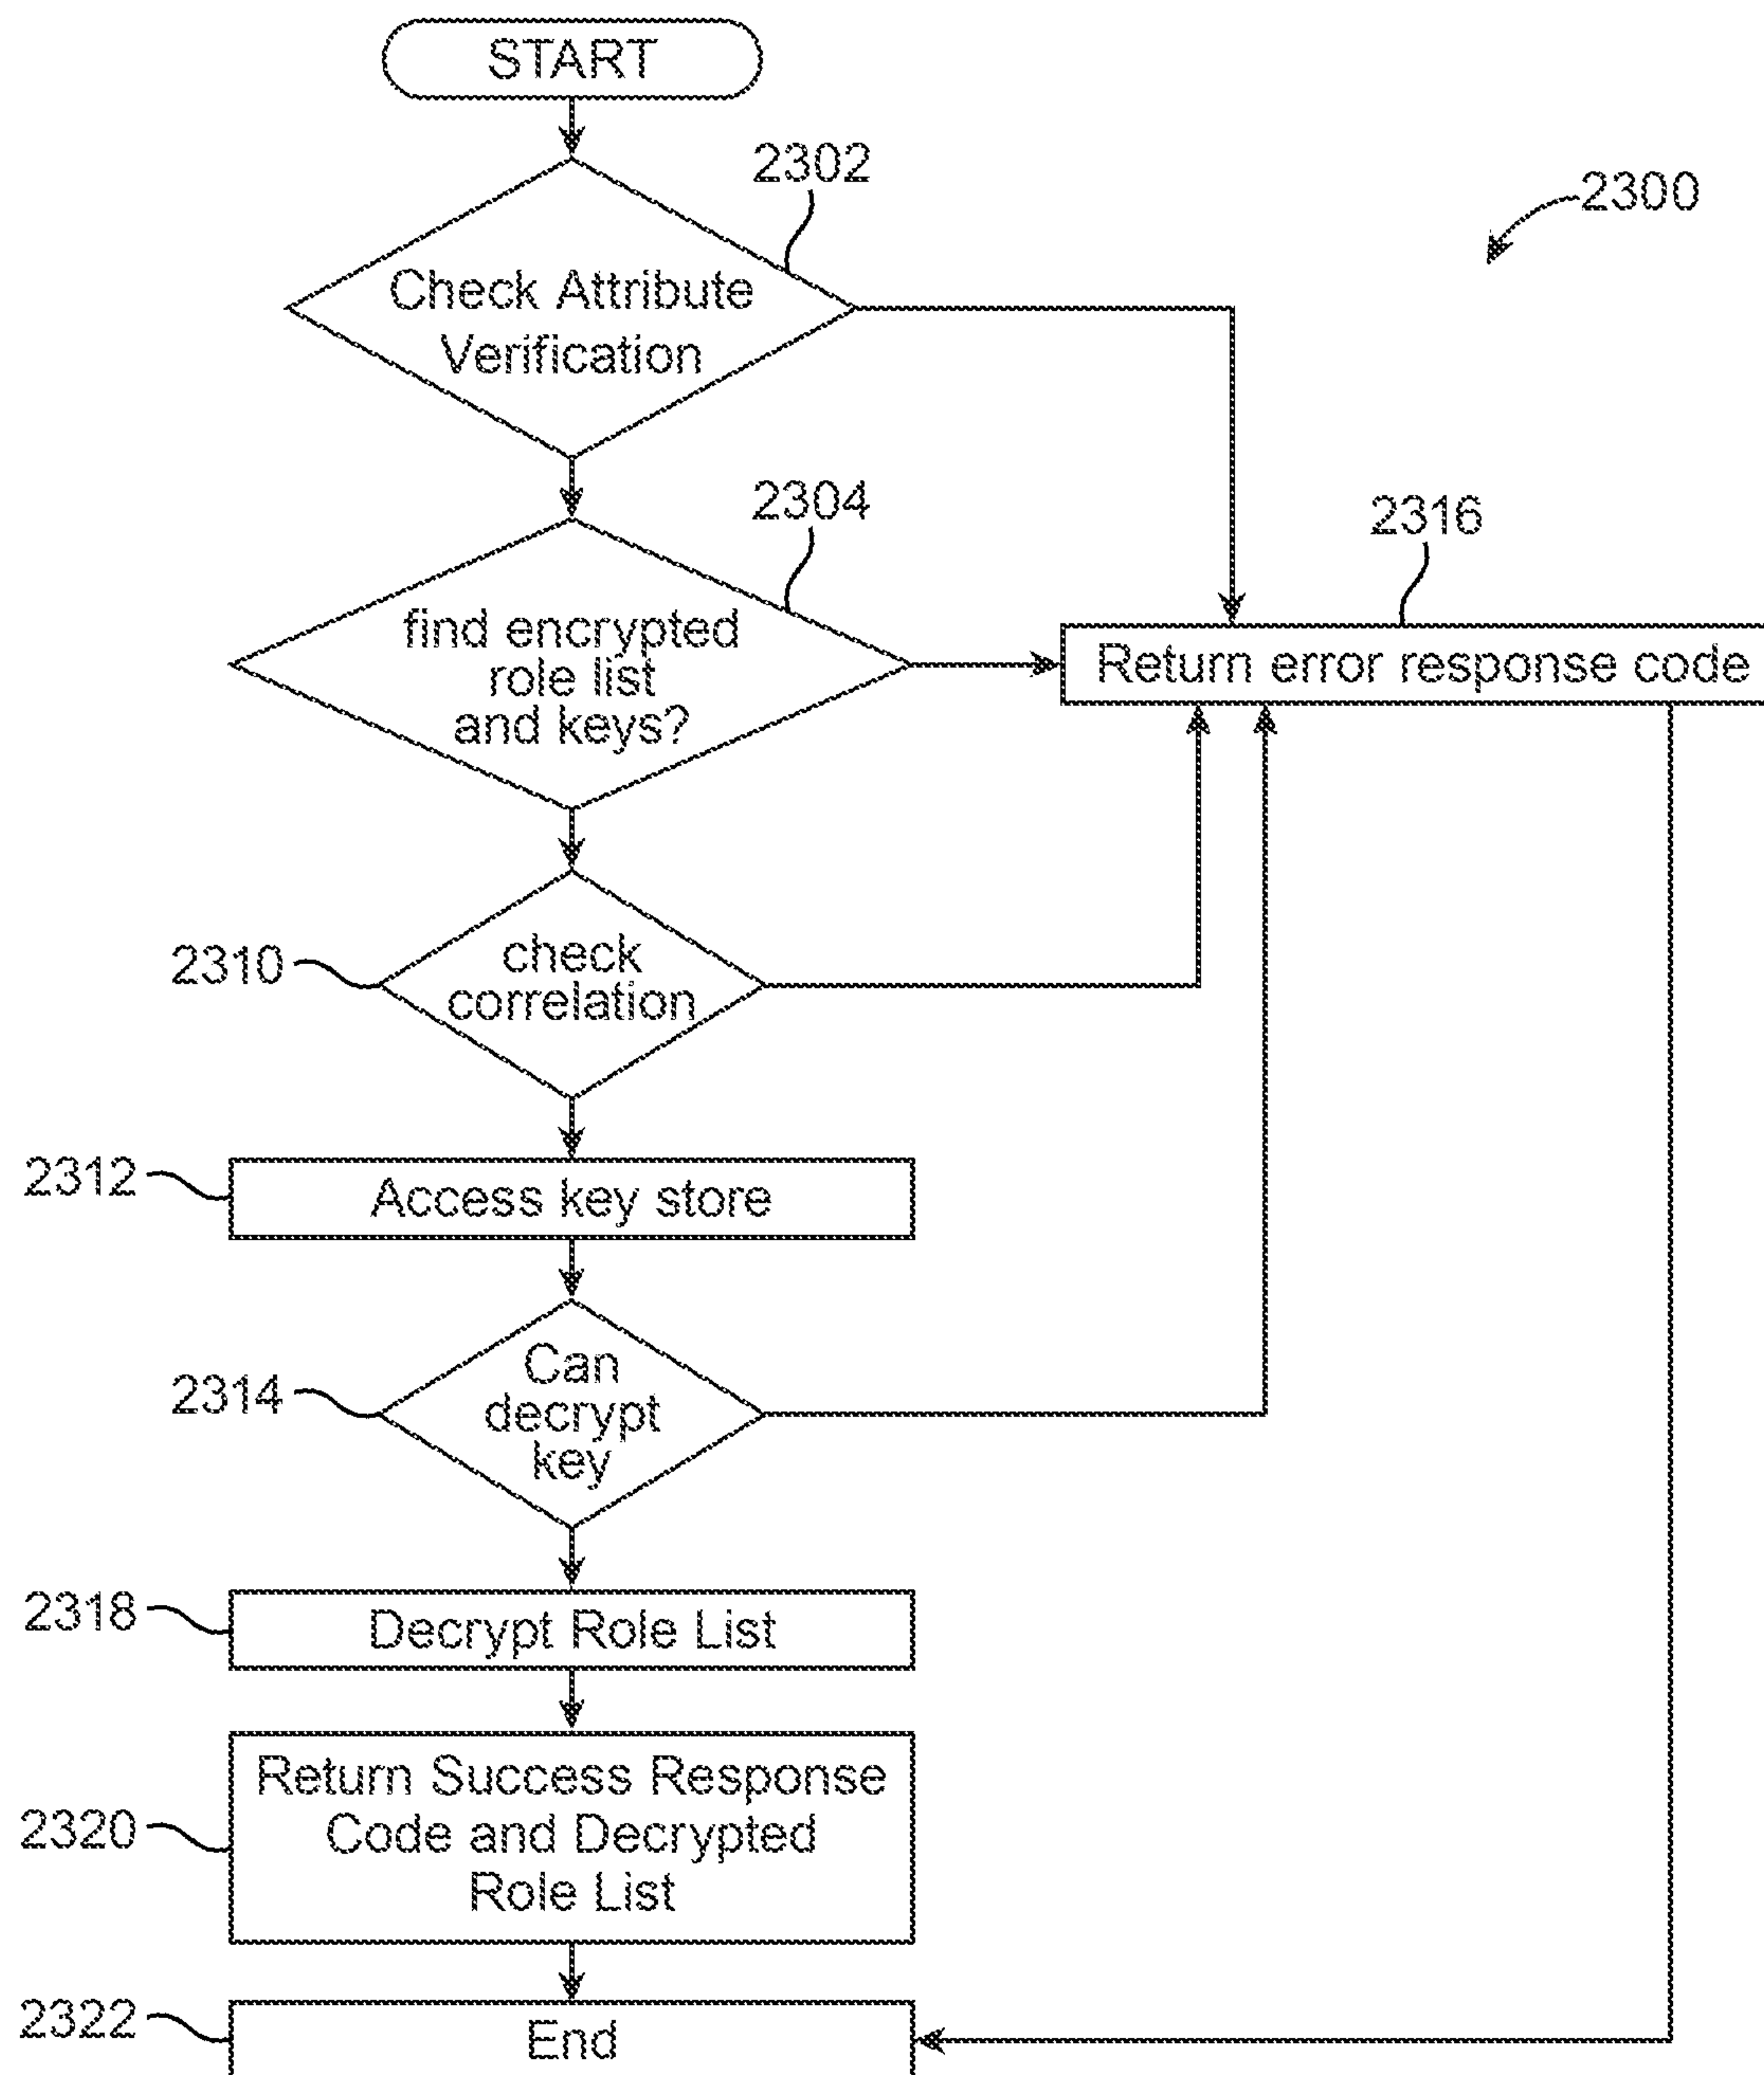 START
2302
2300
Check Attribute
Verification
2304
2316
find encrypted
role list
and keys?
Return error response code
2310
check
correlation
2312
Access key store
2314
Can
decrypt
key
2318
Decrypt Role List
2320
Return Success Response
Code and Decrypted
Role List
2322
End